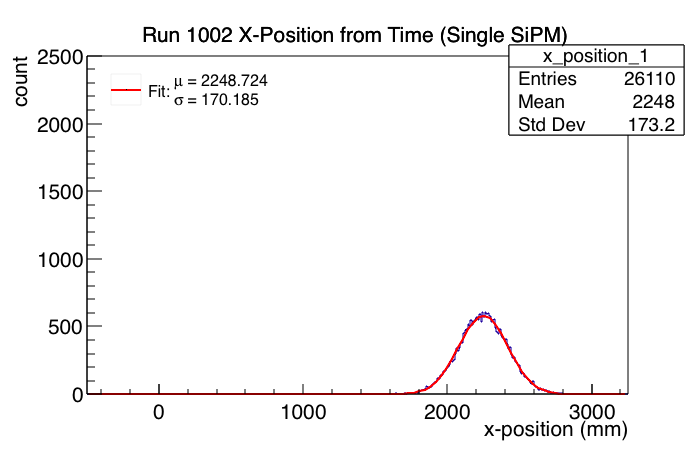 Run 1002 X-Position from Time (Single SiPM)
x_position_1
Entries 26110
Mean 2248
Std Dev 173.2
count
Fit: μ = 2248.724
σ = 170.185
2500
2000
1500
1000
500
0
0 1000 2000 3000
x-position (mm)